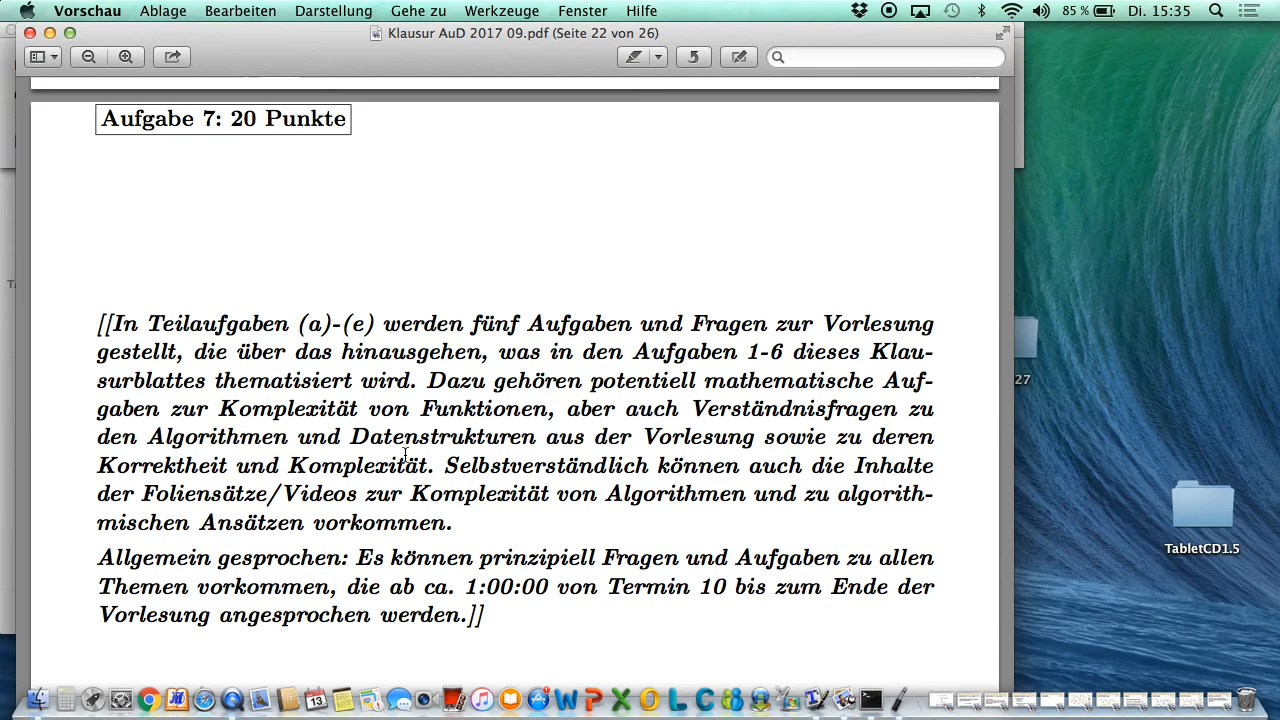 Vorschau Ablage Bearbeiten Darstellung Gehe zu Werkzeuge Fenster Hilfe 85 % Di. 15:35
Klausur AuD 2017 09.pdf (Seite 22 von 26)
Aufgabe 7: 20 Punkte
[[In Teilaufgaben (a)-(e) werden fünf Aufgaben und Fragen zur Vorlesung
gestellt, die über das hinausgehen, was in den Aufgaben 1-6 dieses Klau-
surblattes thematisiert wird. Dazu gehören potentiell mathematische Auf-
gaben zur Komplexität von Funktionen, aber auch Verständnisfragen zu
den Algorithmen und Datenstrukturen aus der Vorlesung sowie zu deren
Korrektheit und Komplexität. Selbstverständlich können auch die Inhalte
der Foliensätze/Videos zur Komplexität von Algorithmen und zu algorith-
mischen Ansätzen vorkommen.
Allgemein gesprochen: Es können prinzipiell Fragen und Aufgaben zu allen
Themen vorkommen, die ab ca. 1:00:00 von Termin 10 bis zum Ende der
Vorlesung angesprochen werden.]]
27
TabletCD1.5